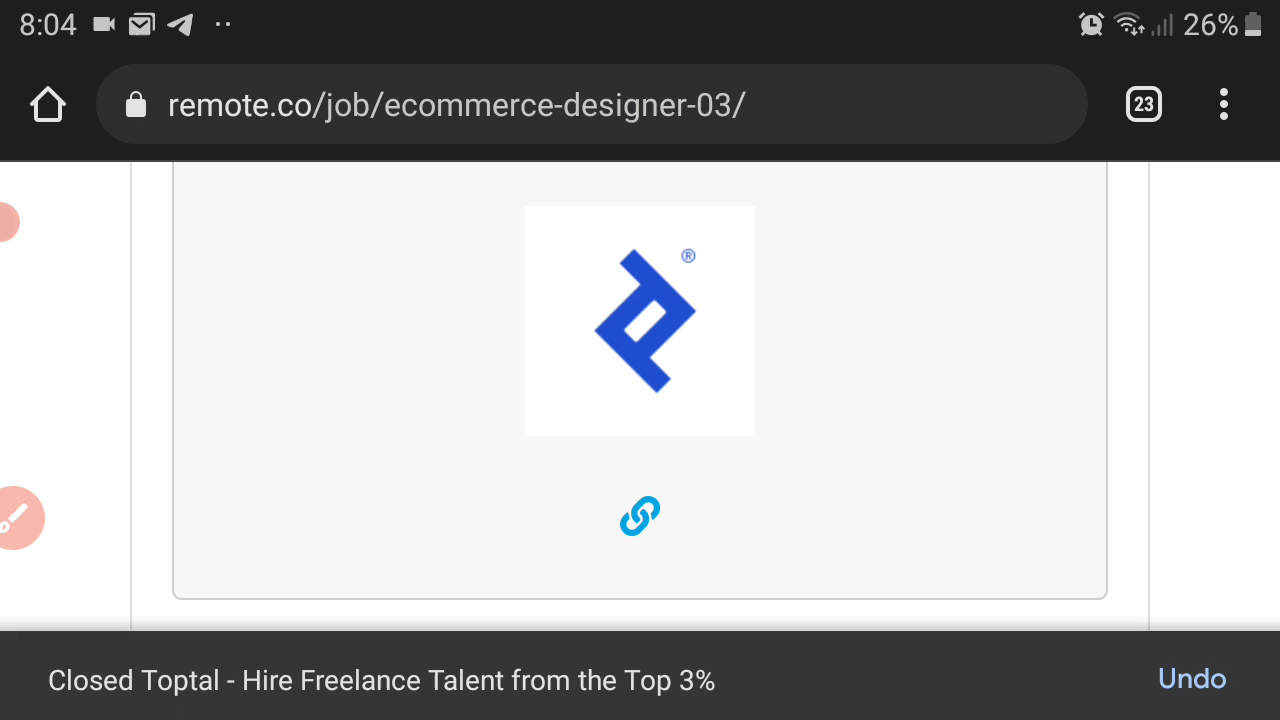 8:04
26%
remote.co/job/ecommerce-designer-03/
23
®
Closed Toptal - Hire Freelance Talent from the Top 3%
Undo